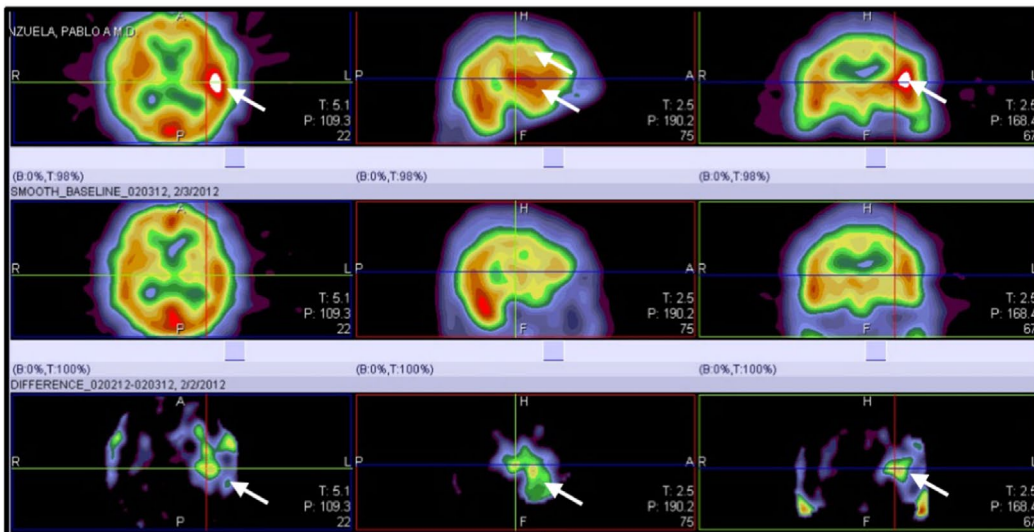 NZUELA, PABLO A M.D.
A H H
R L P A R L
T: 5.1 T: 2.5 T: 2.5
P: 109.3 P: 190.2 P: 168.4
P 22 F 75 F 67
(B:0%,T:98%) (B:0%,T:98%) (B:0%,T:98%)
SMOOTH_BASELINE_020312, 2/3/2012
A H H
R L P A R L
T: 5.1 T: 2.5 T: 2.5
P: 109.3 P: 190.2 P: 168.4
P 22 F 75 F 67
(B:0%,T:100%) (B:0%,T:100%) (B:0%,T:100%)
DIFFERENCE_020212-020312, 2/2/2012
A H H
R L P A R L
T: 5.1 T: 2.5 T: 2.5
P: 109.3 P: 190.2 P: 168.4
P 22 F 75 F 67